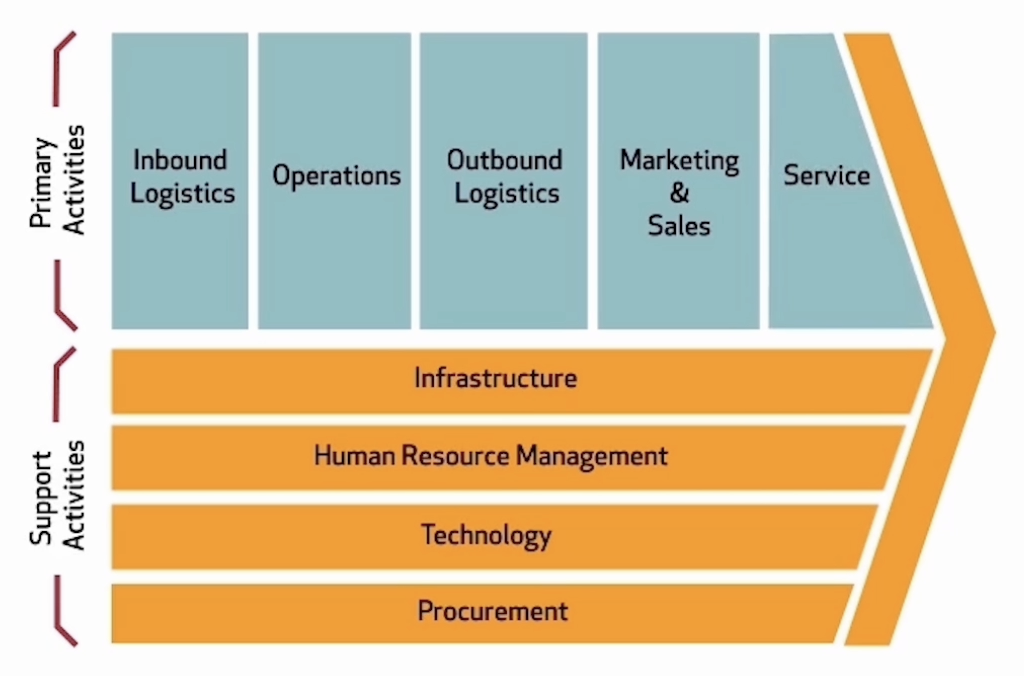 Primary
Activities
Inbound
Logistics
Operations
Outbound
Logistics
Marketing
&
Sales
Service
Support
Activities
Infrastructure
Human Resource Management
Technology
Procurement